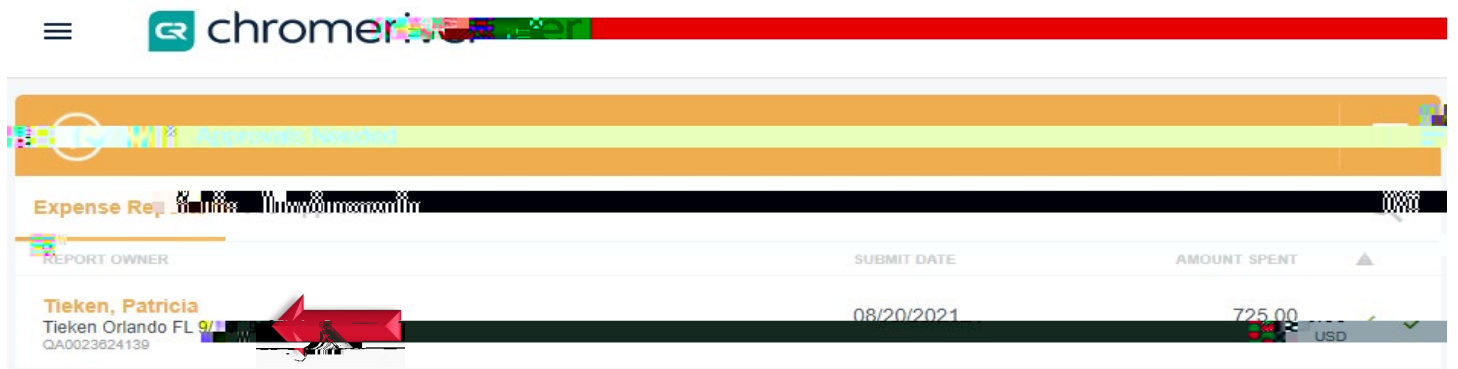 CR chromeriver
Approvals Needed
Expense
REPORT OWNER SUBMIT DATE AMOUNT SPENT
Tieken, Patricia 08/20/2021 725.00
Tieken Orlando FL USD
QA0023624139